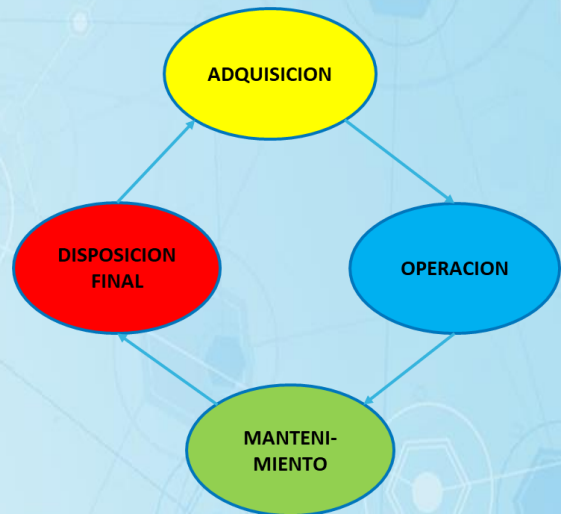 ADQUISICION
OPERACION
MANTENI-
MIENTO
DISPOSICION
FINAL